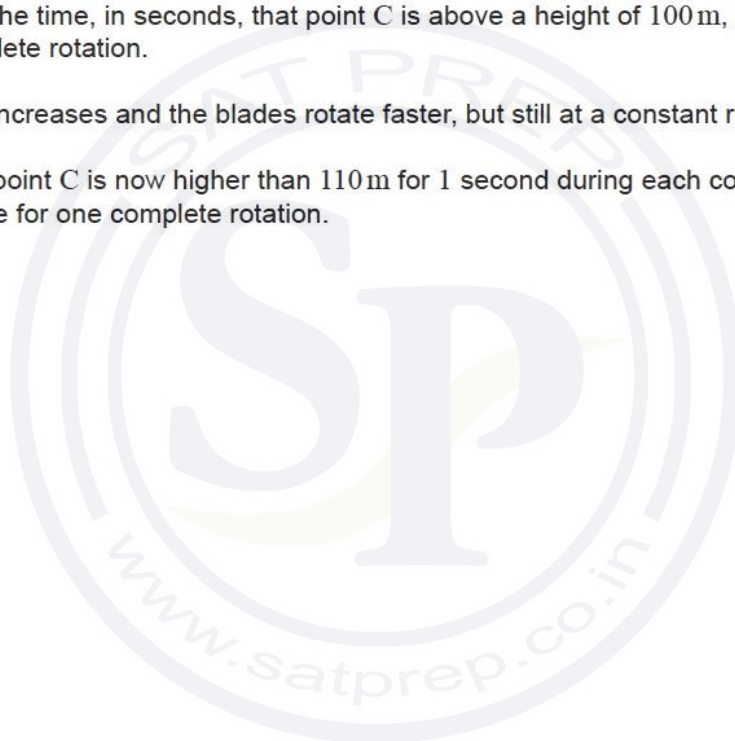 he time, in seconds, that point C is above a height of 100 m,
lete rotation.
ncreases and the blades rotate faster, but still at a constant r
point C is now higher than 110 m for 1 second during each co
e for one complete rotation.
SAT PREP
SP
www.satprep.co.in